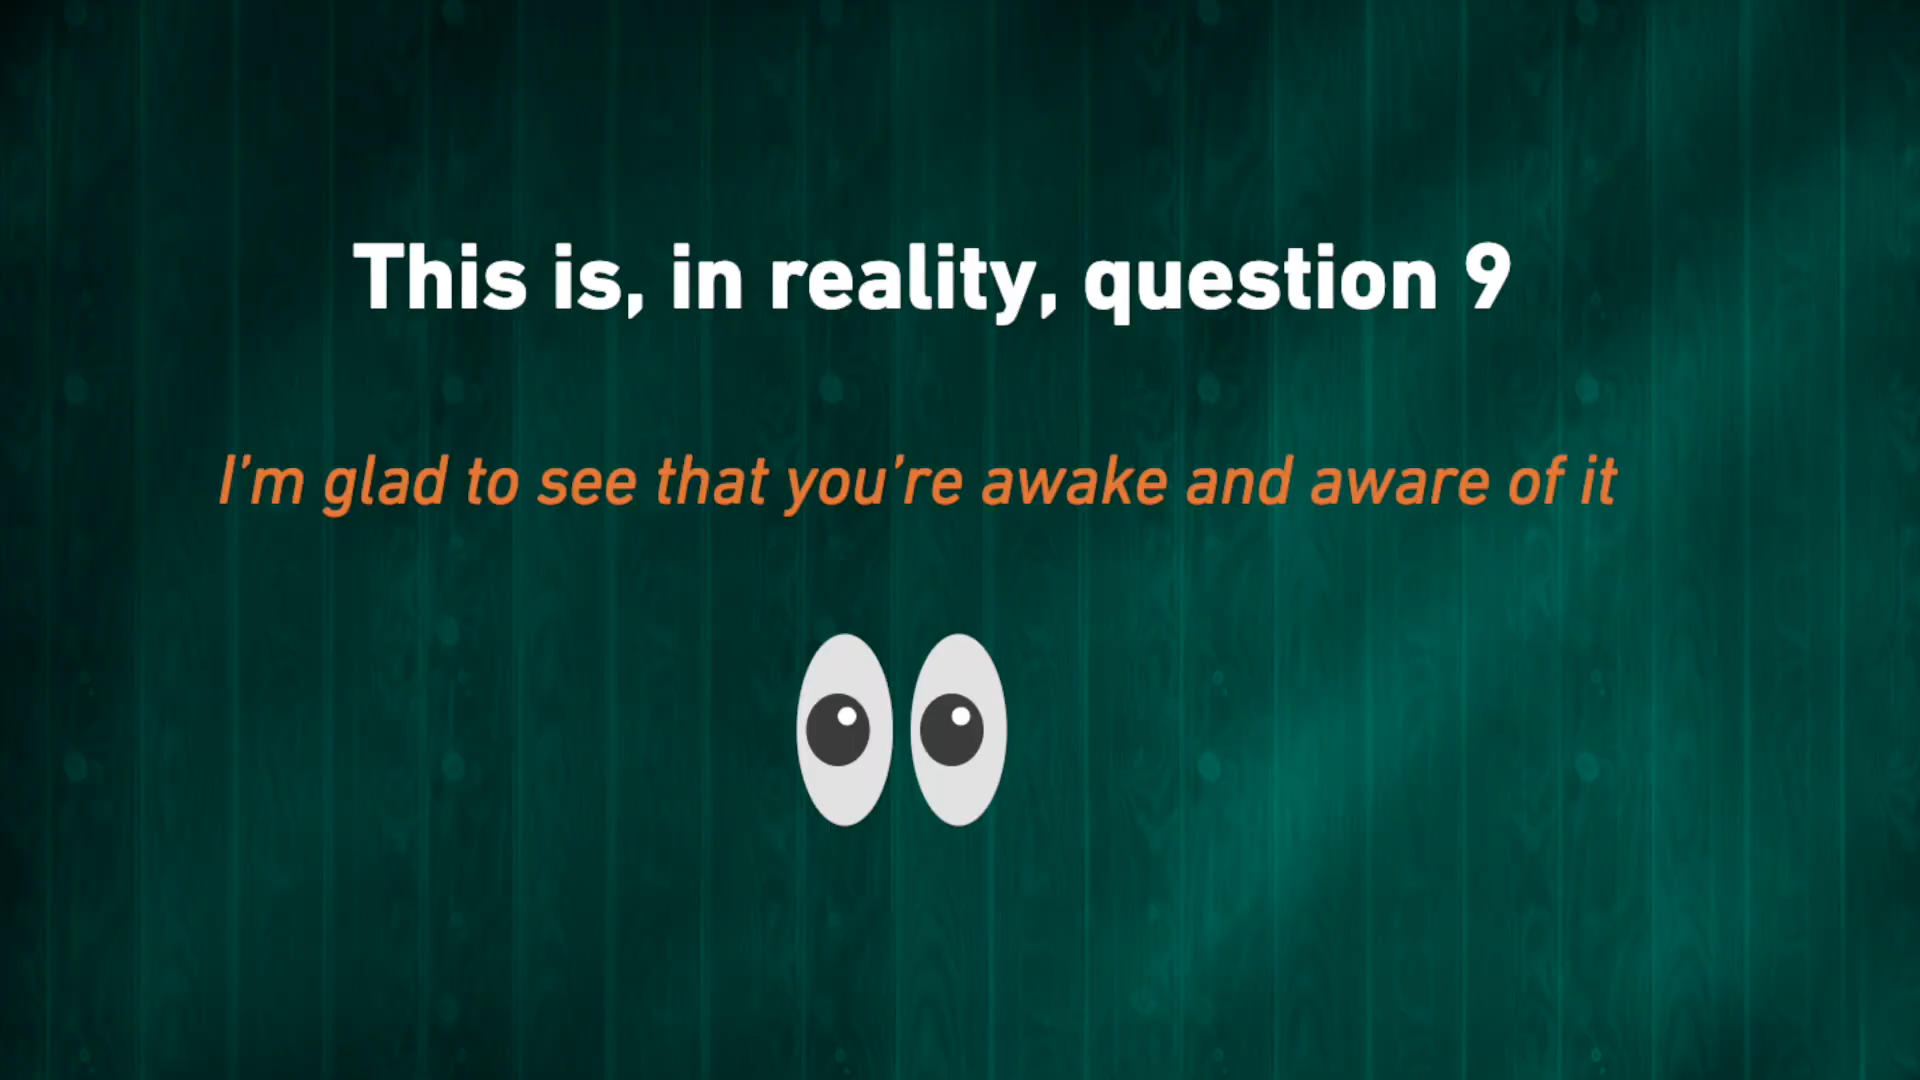 This is, in reality, question 9
I’m glad to see that you’re awake and aware of it